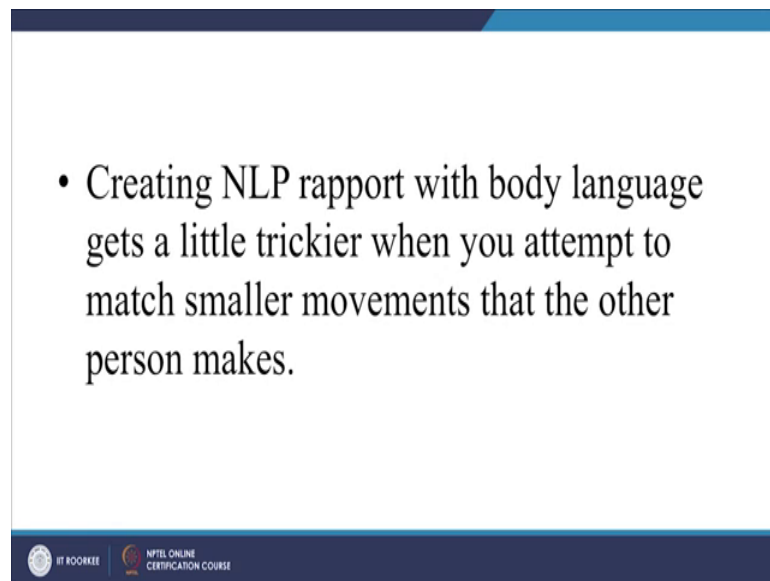 • Creating NLP rapport with body language
gets a little trickier when you attempt to
match smaller movements that the other
person makes.
IIT ROORKEE
NPTEL ONLINE
CERTIFICATION COURSE